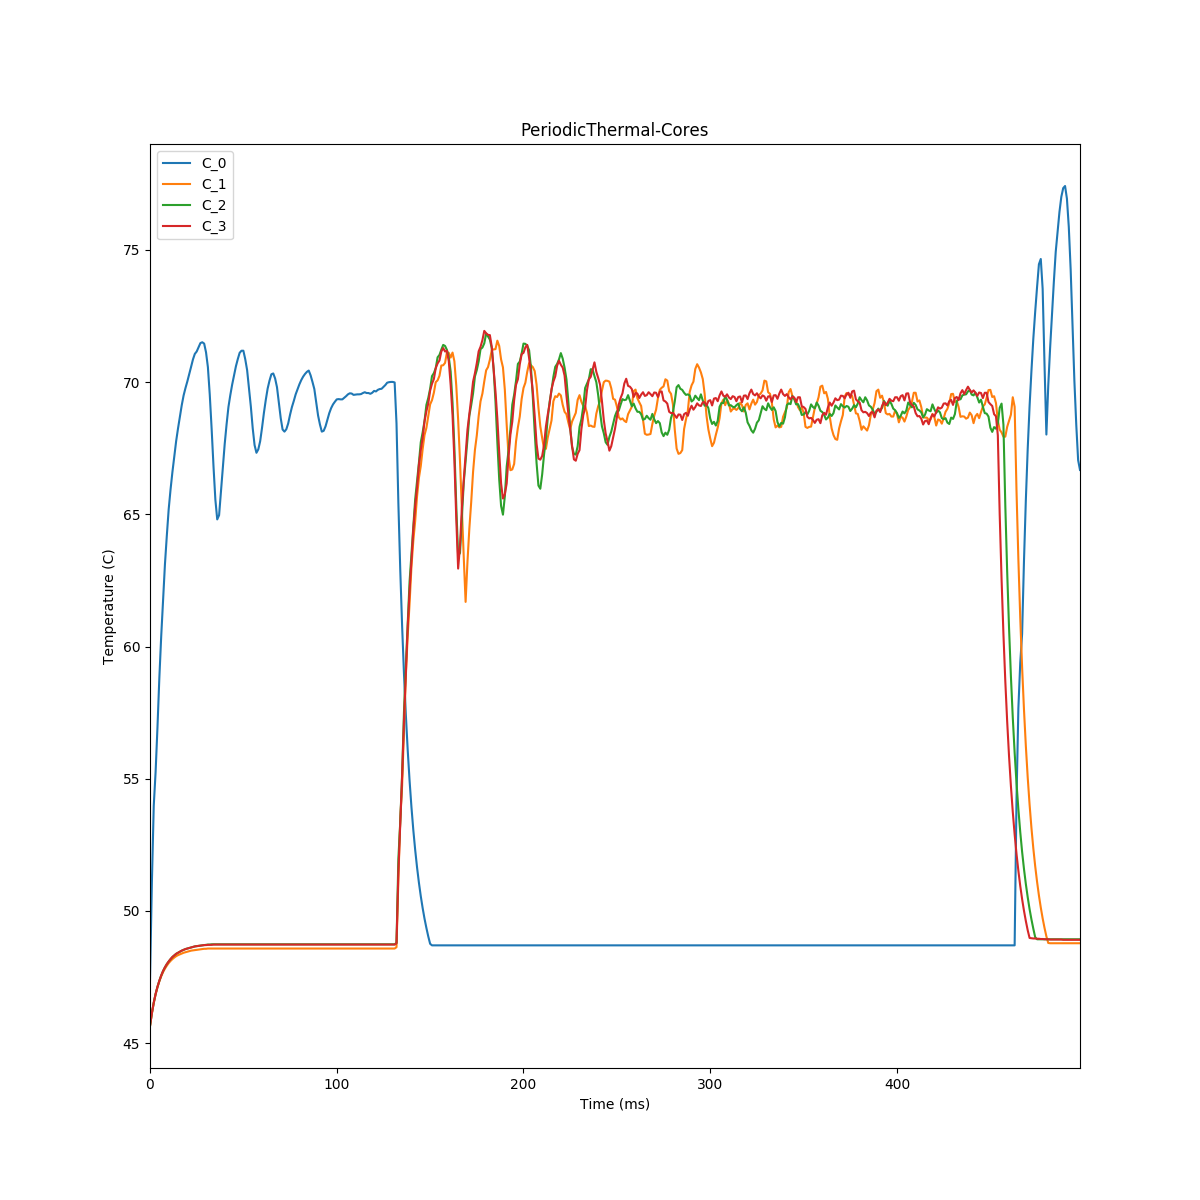 PeriodicThermal-Cores
C_0
C_1
C_2
C_3
75
70
65
60
55
50
45
Temperature (C)
0 100 200 300 400
Time (ms)